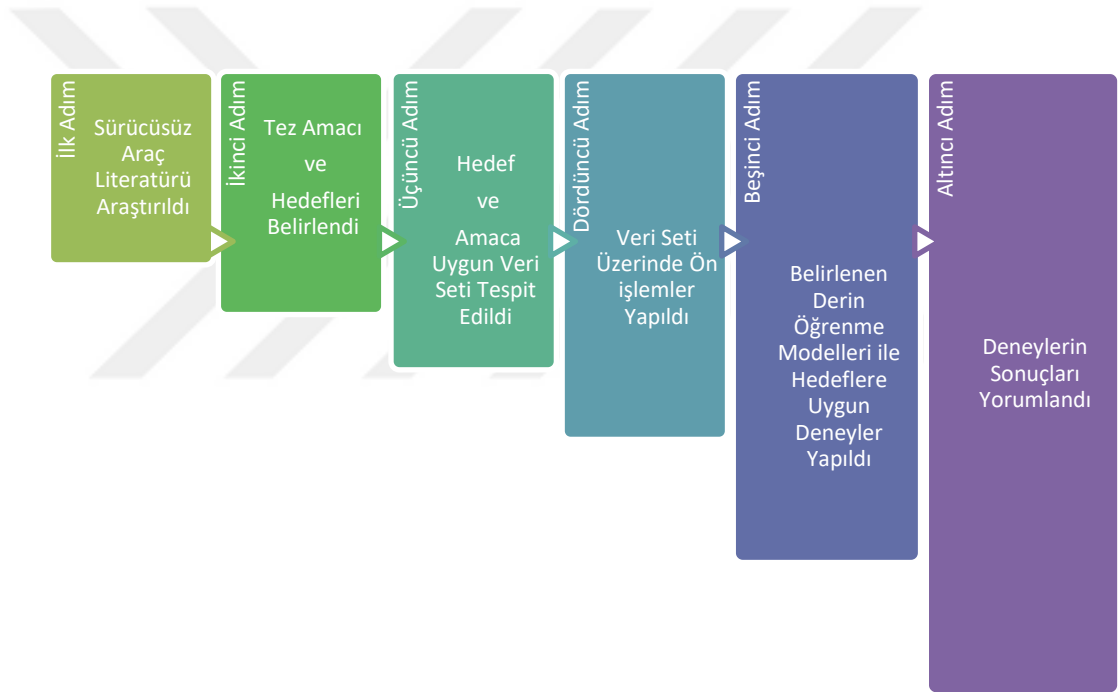 İlk Adım
Sürücüsüz
Araç
Literatürü
Araştırıldı
İkinci Adım
Tez Amacı
ve
Hedefleri
Belirlendi
Üçüncü Adım
Hedef
ve
Amaca
Uygun Veri
Seti Tespit
Edildi
Dördüncü Adım
Veri Seti
Üzerinde Ön
işlemler
Yapıldı
Beşinci Adım
Belirlenen
Derin
Öğrenme
Modelleri ile
Hedeflere
Uygun
Deneyler
Yapıldı
Altıncı Adım
Deneylerin
Sonuçları
Yorumlandı